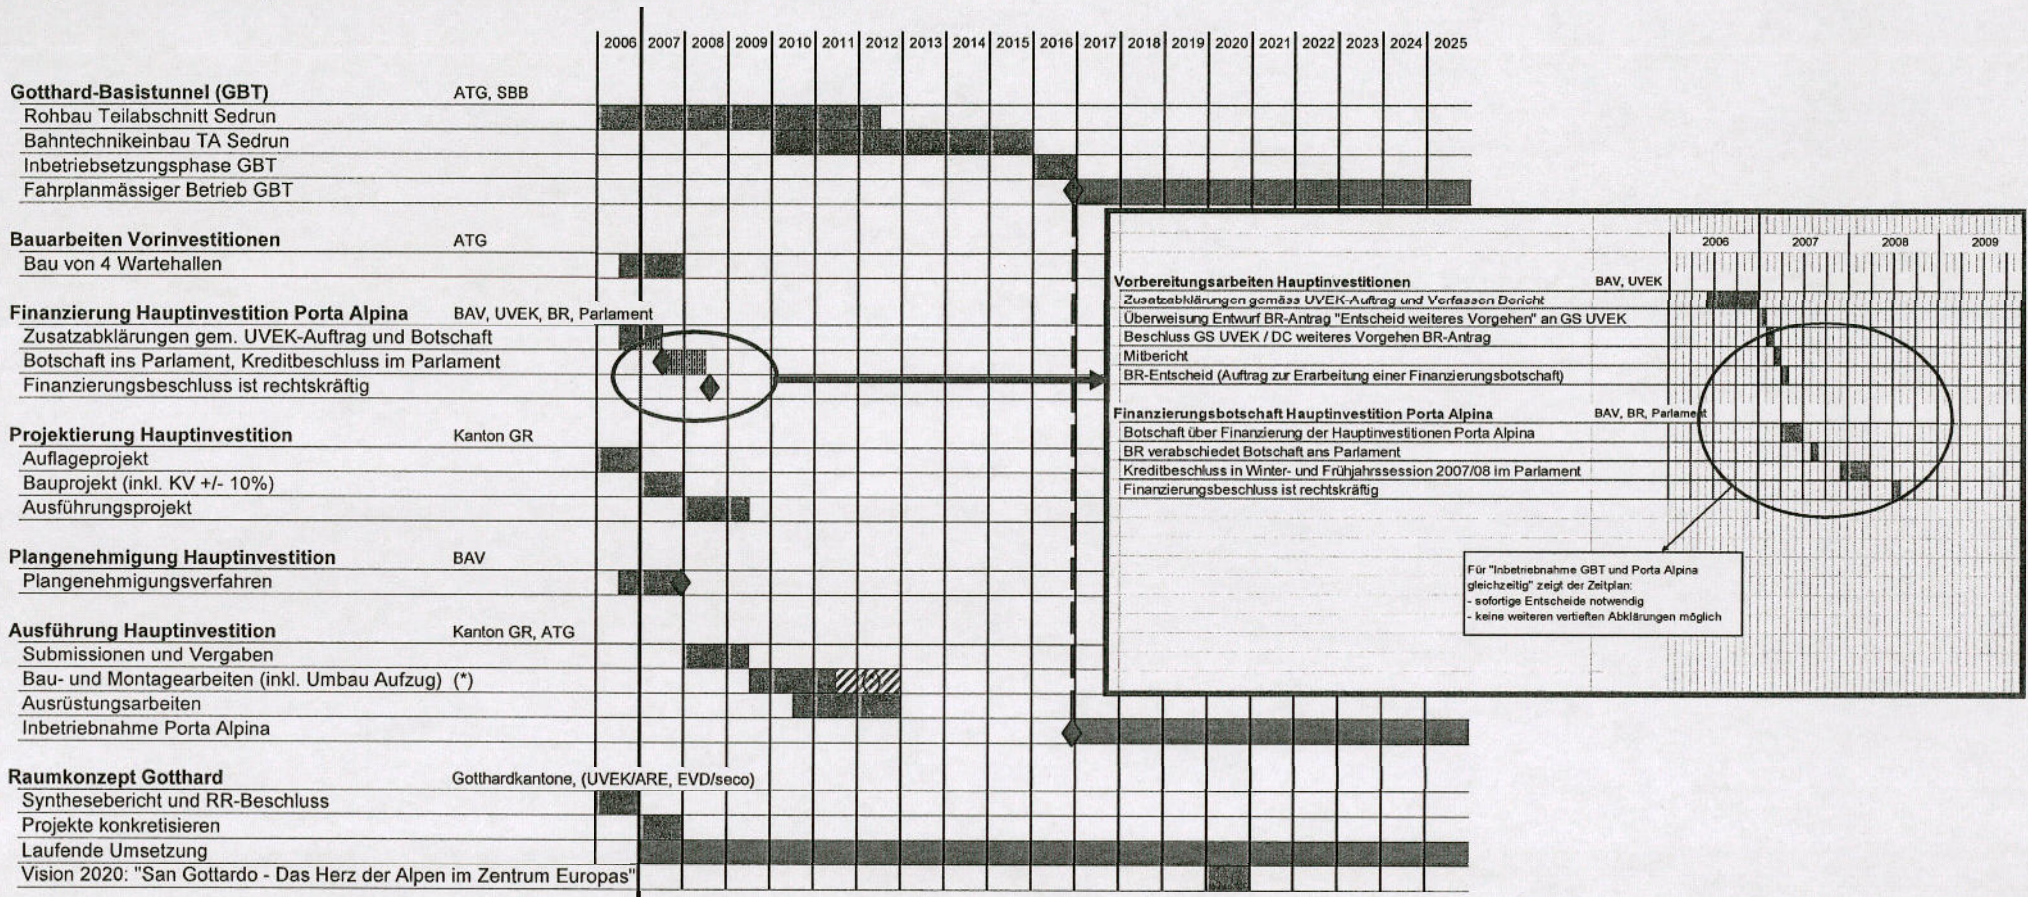 2006 2007 2008 2009 2010 2011 2012 2013 2014 2015 2016 2017 2018 2019 2020 2021 2022 2023 2024 2025
Gotthard-Basistunnel (GBT) ATG, SBB
Rohbau Teilabschnitt Sedrun
Bahntechnikeinbau TA Sedrun
Inbetriebsetzungsphase GBT
Fahrplanmässiger Betrieb GBT
Bauarbeiten Vorinvestitionen ATG
Bau von 4 Wartehallen
Finanzierung Hauptinvestition Porta Alpina BAV, UVEK, BR, Parlament
Zusatzabklärungen gem. UVEK-Auftrag und Botschaft
Botschaft ins Parlament, Kreditbeschluss im Parlament
Finanzierungsbeschluss ist rechtskräftig
Projektierung Hauptinvestition Kanton GR
Auflageprojekt
Bauprojekt (inkl. KV +/- 10%)
Ausführungsprojekt
Plangenehmigung Hauptinvestition BAV
Plangenehmigungsverfahren
Ausführung Hauptinvestition Kanton GR, ATG
Submissionen und Vergaben
Bau- und Montagearbeiten (inkl. Umbau Aufzug) (*)
Ausrüstungsarbeiten
Inbetriebnahme Porta Alpina
Raumkonzept Gotthard Gotthardkantone, (UVEK/ARE, EVD/seco)
Synthesebericht und RR-Beschluss
Projekte konkretisieren
Laufende Umsetzung
Vision 2020: "San Gottardo - Das Herz der Alpen im Zentrum Europas"
2006 2007 2008 2009
Vorbereitungsarbeiten Hauptinvestitionen BAV, UVEK
Zusatzabklärungen gemäss UVEK-Auftrag und Verfassen Bericht
Überweisung Entwurf BR-Antrag "Entscheid weiteres Vorgehen" an GS UVEK
Beschluss GS UVEK / DC weiteres Vorgehen BR-Antrag
Mitbericht
BR-Entscheid (Auftrag zur Erarbeitung einer Finanzierungsbotschaft)
Finanzierungsbotschaft Hauptinvestition Porta Alpina BAV, BR, Parlament
Botschaft über Finanzierung der Hauptinvestitionen Porta Alpina
BR verabschiedet Botschaft ans Parlament
Kreditbeschluss in Winter- und Frühjahrssession 2007/08 im Parlament
Finanzierungsbeschluss ist rechtskräftig
Für "Inbetriebnahme GBT und Porta Alpina
gleichzeitig" zeigt der Zeitplan:
- sofortige Entscheide notwendig
- keine weiteren vertieften Abklärungen möglich